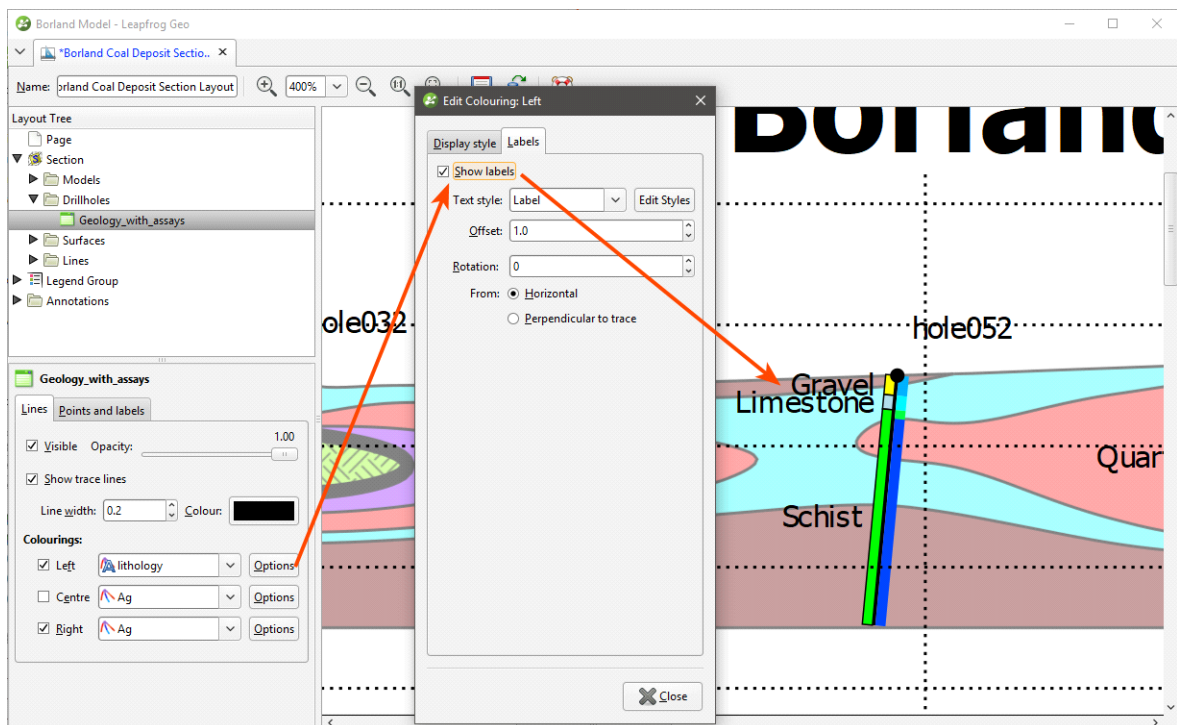 Borland Model - Leapfrog Geo
*Borland Coal Deposit Sectio..
Name: orland Coal Deposit Section Layout 400% 1:1
Layout Tree
Page
Section
Models
Drillholes
Geology_with_assays
Surfaces
Lines
Legend Group
Annotations
Geology_with_assays
Lines Points and labels
Visible Opacity: 1.00
Show trace lines
Line width: 0.2 Colour:
Colourings:
Left lithology Options
Centre Ag Options
Right Ag Options
Edit Colouring: Left
Display style Labels
Show labels
Text style: Label Edit Styles
Offset: 1.0
Rotation: 0
From: Horizontal
Perpendicular to trace
Close
Borland
ole032
hole052
Gravel
Limestone
Quar
Schist